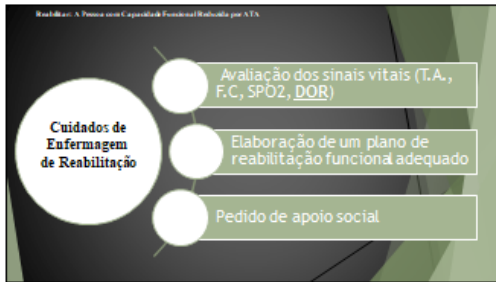 Reabilitar: A Pessoa com Capacidade Funcional Reduzida por ATA
Cuidados de
Enfermagem
de Reabilitação
Avaliação dos sinais vitais (T.A.,
F.C, SPO2, DOR)
Elaboração de um plano de
reabilitação funcional adequado
Pedido de apoio social